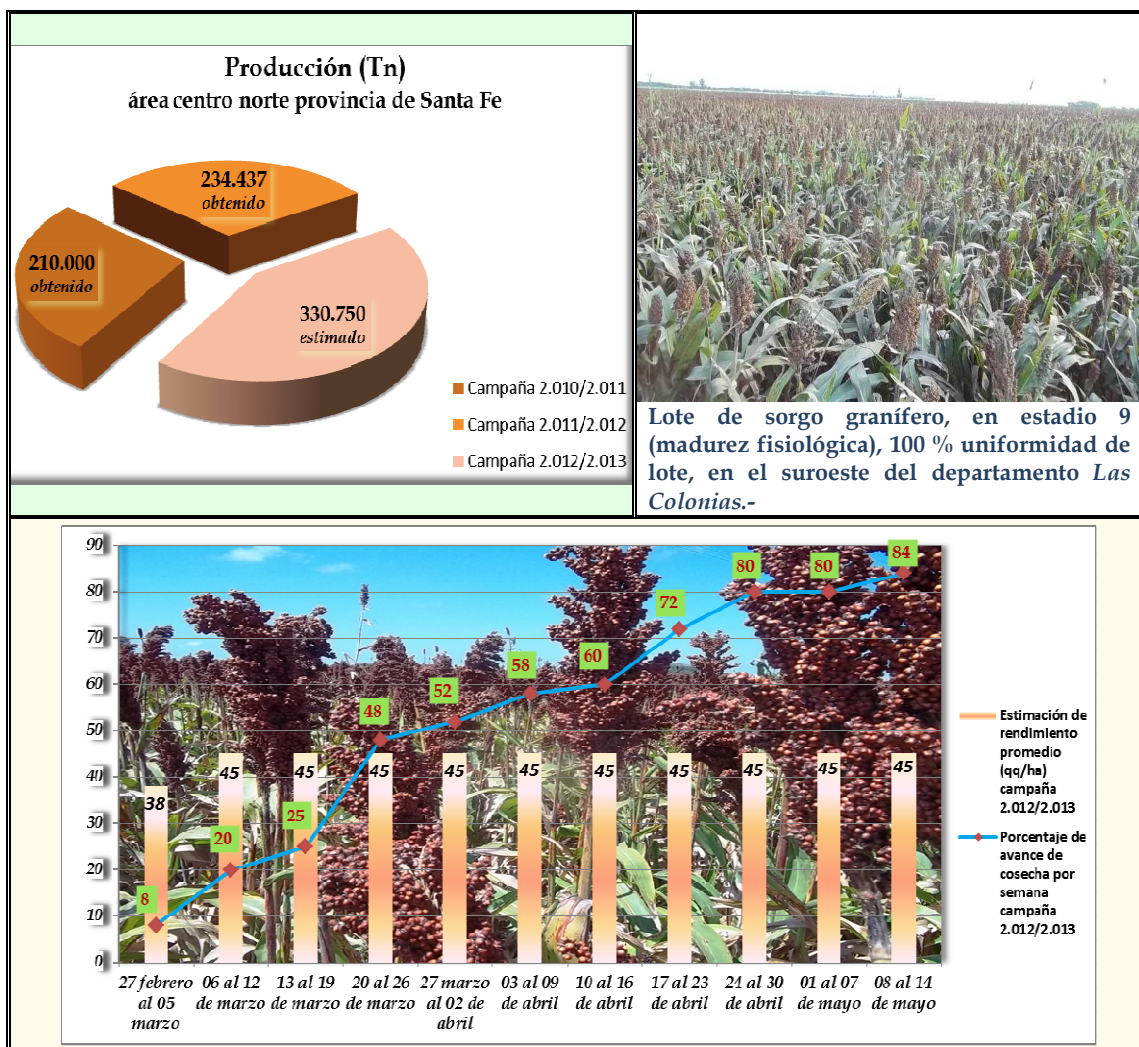 Producción (Tn)
área centro norte provincia de Santa Fe
234.437
obtenido
210.000
obtenido
330.750
estimado
Campaña 2.010/2.011
Campaña 2.011/2.012
Campaña 2.012/2.013
Lote de sorgo granífero, en estadio 9
(madurez fisiológica), 100 % uniformidad de
lote, en el suroeste del departamento Las
Colonias.-
90
80
70
60
50
40
30
20
10
0
8
20
25
48
52
58
60
72
80
80
84
38
45
45
45
45
45
45
45
45
45
45
27 febrero
al 05
marzo
06 al 12
de marzo
13 al 19
de marzo
20 al 26
de marzo
27 marzo
al 02 de
abril
03 al 09
de abril
10 al 16
de abril
17 al 23
de abril
24 al 30
de abril
01 al 07
de mayo
08 al 14
de mayo
Estimación de
rendimiento
promedio
(qq/ha)
campaña
2.012/2.013
Porcentaje de
avance de
cosecha por
semana
campaña
2.012/2.013